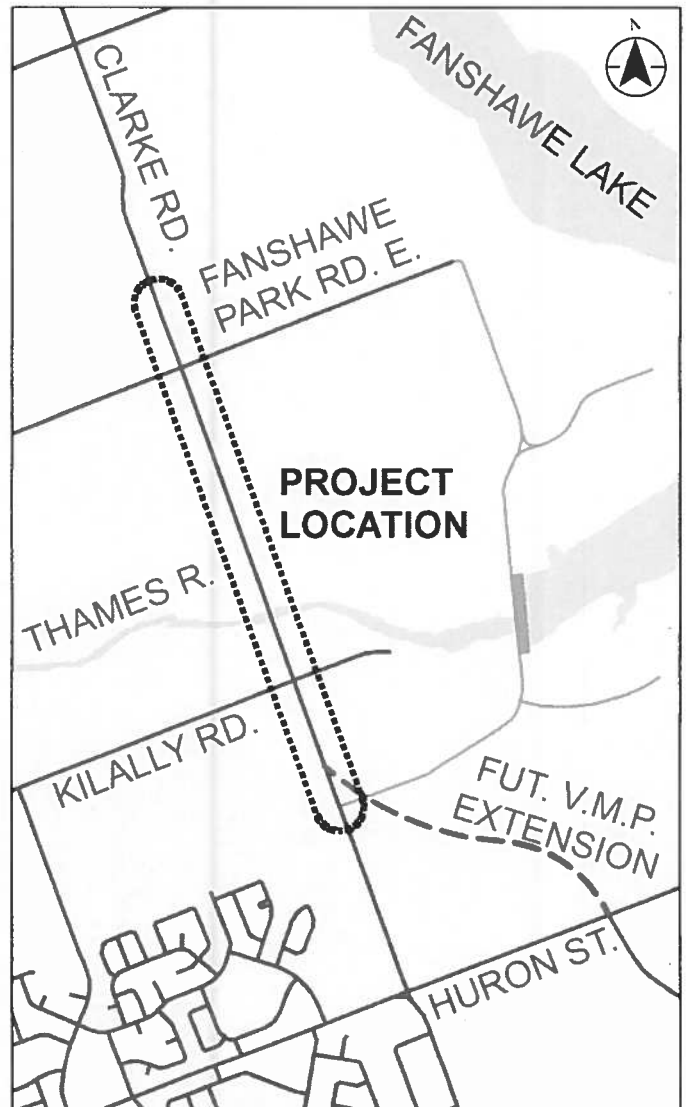 N
CLARKE RD.
FANSHAWE LAKE
FANSHAWE
PARK RD. E.
PROJECT
LOCATION
THAMES R.
KILALLY RD.
FUT. V.M.P.
EXTENSION
HURON ST.